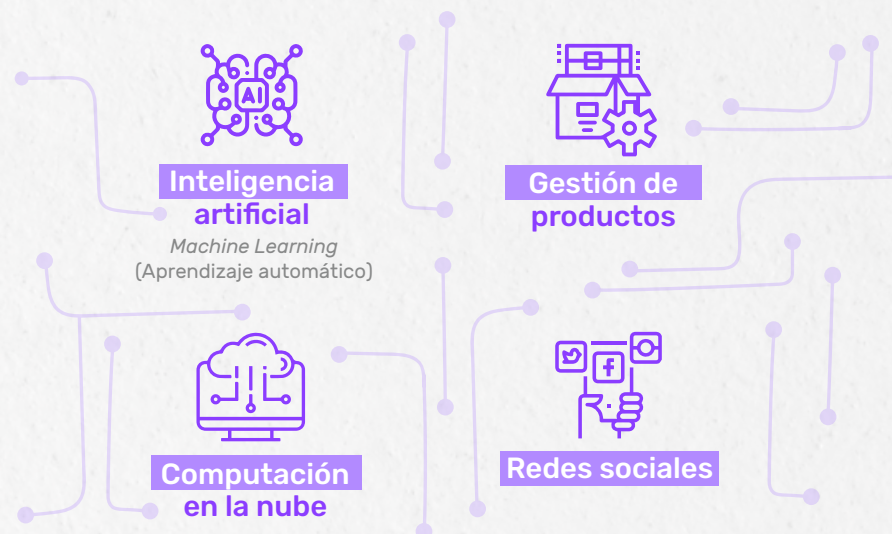 AI
Inteligencia
artificial
Machine Learning
(Aprendizaje automático)
Gestión de
productos
Computación
en la nube
f
Redes sociales